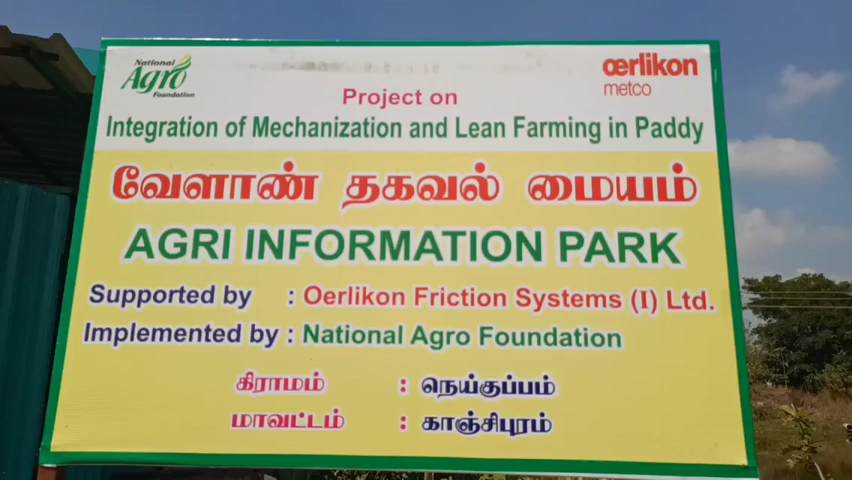 National
Agro
Foundation
œrlikon
metco
Project on
Integration of Mechanization and Lean Farming in Paddy
வேளாண் தகவல் மையம்
AGRI INFORMATION PARK
Supported by : Oerlikon Friction Systems (I) Ltd.
Implemented by : National Agro Foundation
கிராமம் : நெய்குப்பம்
மாவட்டம் : காஞ்சிபுரம்